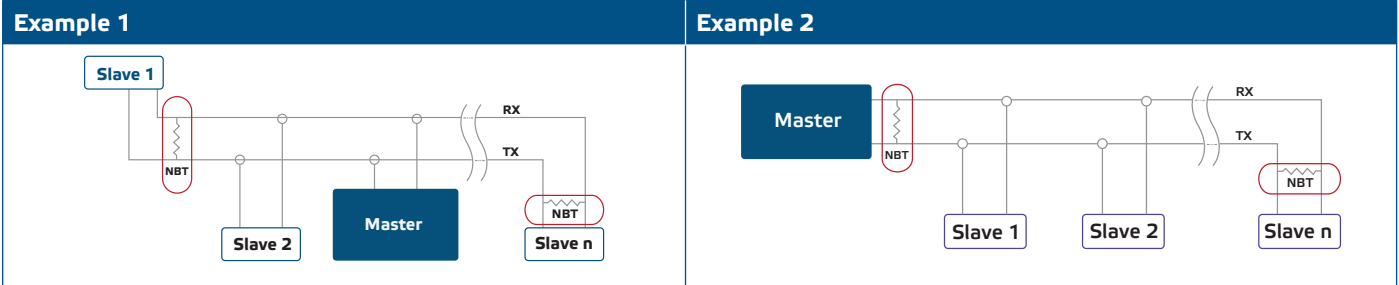 Example 1
Example 2
Slave 1
RX
TX
NBT
Slave 2
Master
NBT
Slave n
Master
RX
TX
NBT
NBT
Slave 1
Slave 2
Slave n